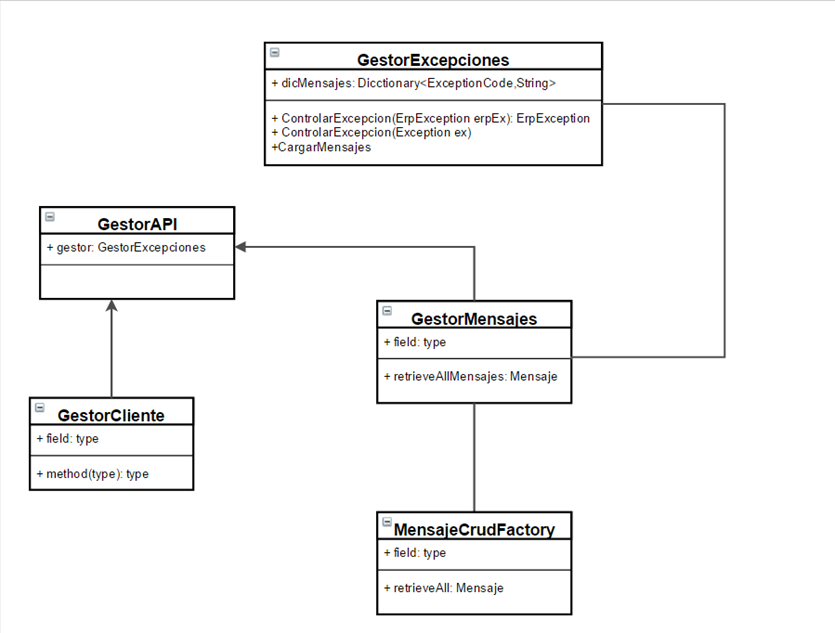 GestorExcepciones
+ dicMensajes: Dicctionary<ExceptionCode,String>
+ ControlarExcepcion(ErpException erpEx): ErpException
+ ControlarExcepcion(Exception ex)
+CargarMensajes
GestorAPI
+ gestor: GestorExcepciones
GestorMensajes
+ field: type
+ retrieveAllMensajes: Mensaje
GestorCliente
+ field: type
+ method(type): type
MensajeCrudFactory
+ field: type
+ retrieveAll: Mensaje